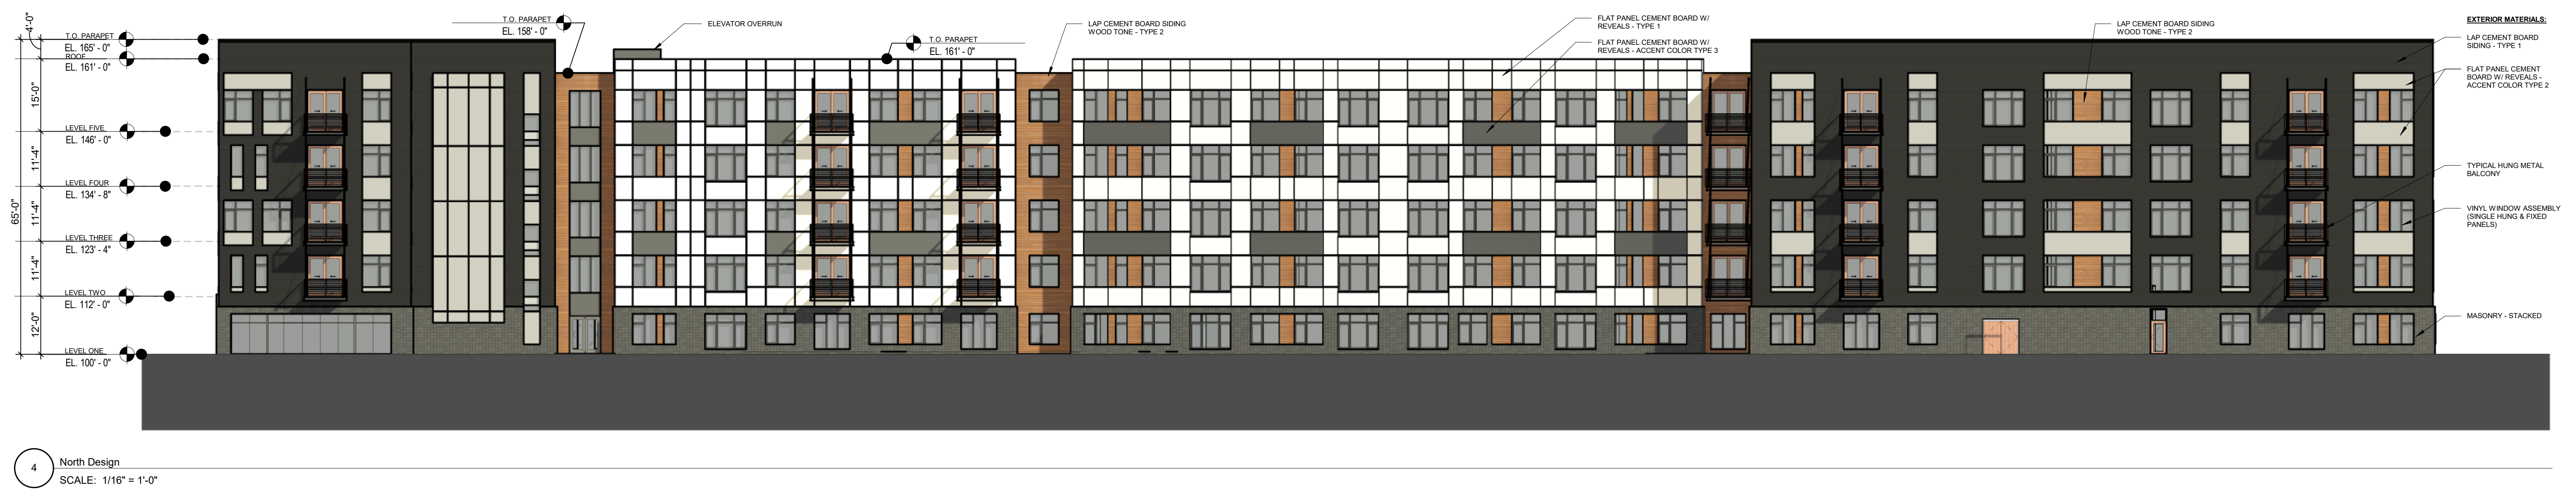 4'-0"
T.O. PARAPET
EL. 165' - 0"
ROOF
EL. 161' - 0"
15'-0"
LEVEL FIVE
EL. 146' - 0"
11'-4"
LEVEL FOUR
EL. 134' - 8"
11'-4"
65'-0"
LEVEL THREE
EL. 123' - 4"
11'-4"
LEVEL TWO
EL. 112' - 0"
12'-0"
LEVEL ONE
EL. 100' - 0"
T.O. PARAPET
EL. 158' - 0"
ELEVATOR OVERRUN
T.O. PARAPET
EL. 161' - 0"
LAP CEMENT BOARD SIDING
WOOD TONE - TYPE 2
FLAT PANEL CEMENT BOARD W/
REVEALS - TYPE 1
FLAT PANEL CEMENT BOARD W/
REVEALS - ACCENT COLOR TYPE 3
LAP CEMENT BOARD SIDING
WOOD TONE - TYPE 2
EXTERIOR MATERIALS:
LAP CEMENT BOARD
SIDING - TYPE 1
FLAT PANEL CEMENT
BOARD W/ REVEALS -
ACCENT COLOR TYPE 2
TYPICAL HUNG METAL
BALCONY
VINYL WINDOW ASSEMBLY
(SINGLE HUNG & FIXED
PANELS)
MASONRY - STACKED
4
North Design
SCALE: 1/16" = 1'-0"